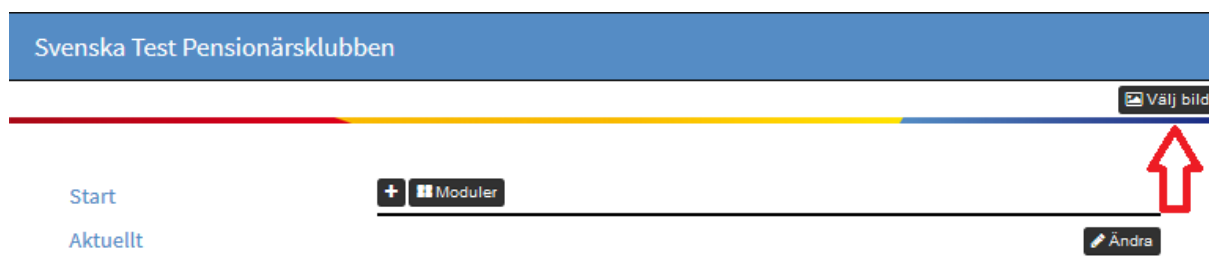 Svenska Test Pensionärsklubben
Välj bild
Start
+ Moduler
Aktuellt
Ändra